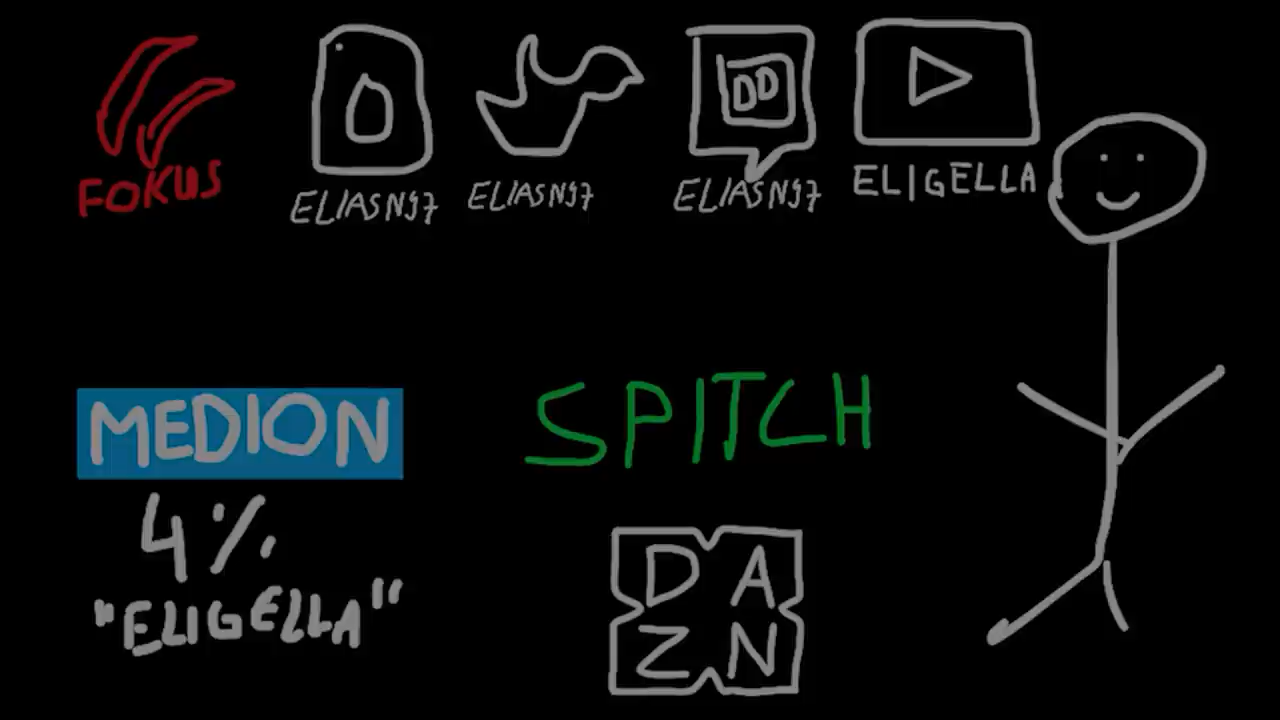 FOKUS
ELIASN97
ELIASN97
DD
ELIASN97
ELIGELLA
MEDION
4%
"ELIGELLA"
SPITCH
DA
ZN